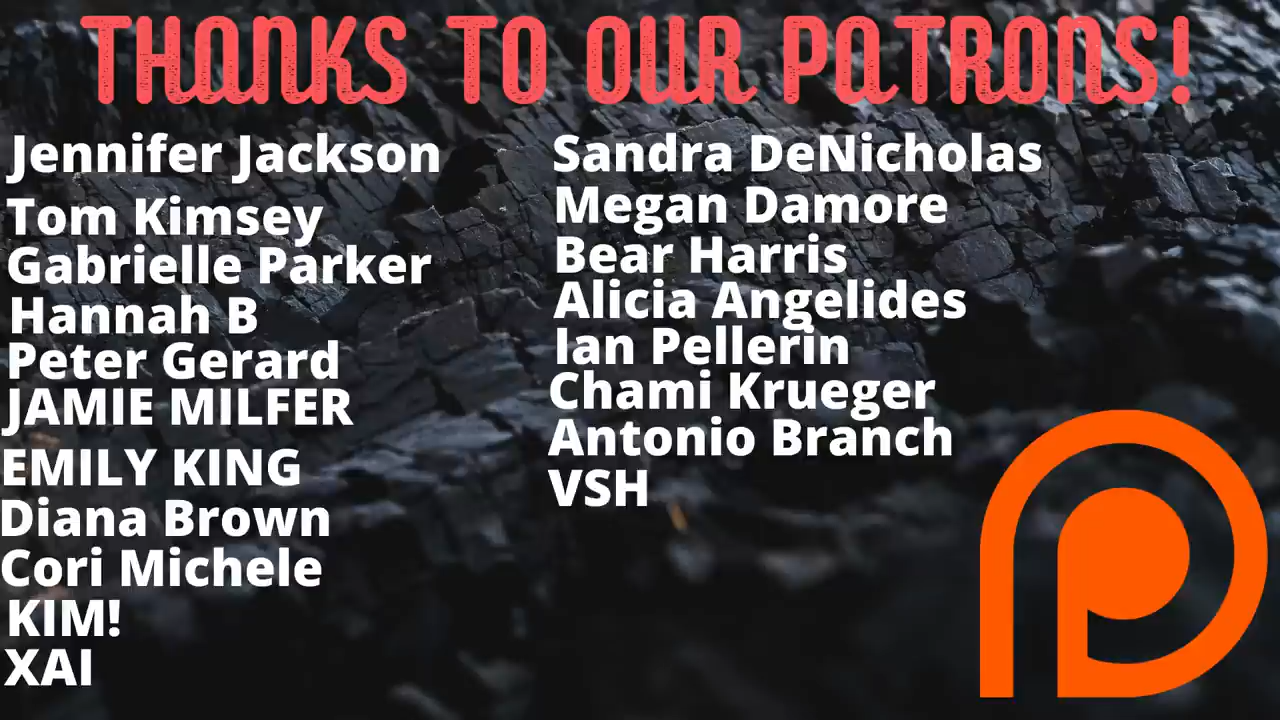 THANKS TO OUR PATRONS!
Jennifer Jackson
Tom Kimsey
Gabrielle Parker
Hannah B
Peter Gerard
JAMIE MILFER
EMILY KING
Diana Brown
Cori Michele
KIM!
XAI
Sandra DeNicholas
Megan Damore
Bear Harris
Alicia Angelides
Ian Pellerin
Chami Krueger
Antonio Branch
VSH